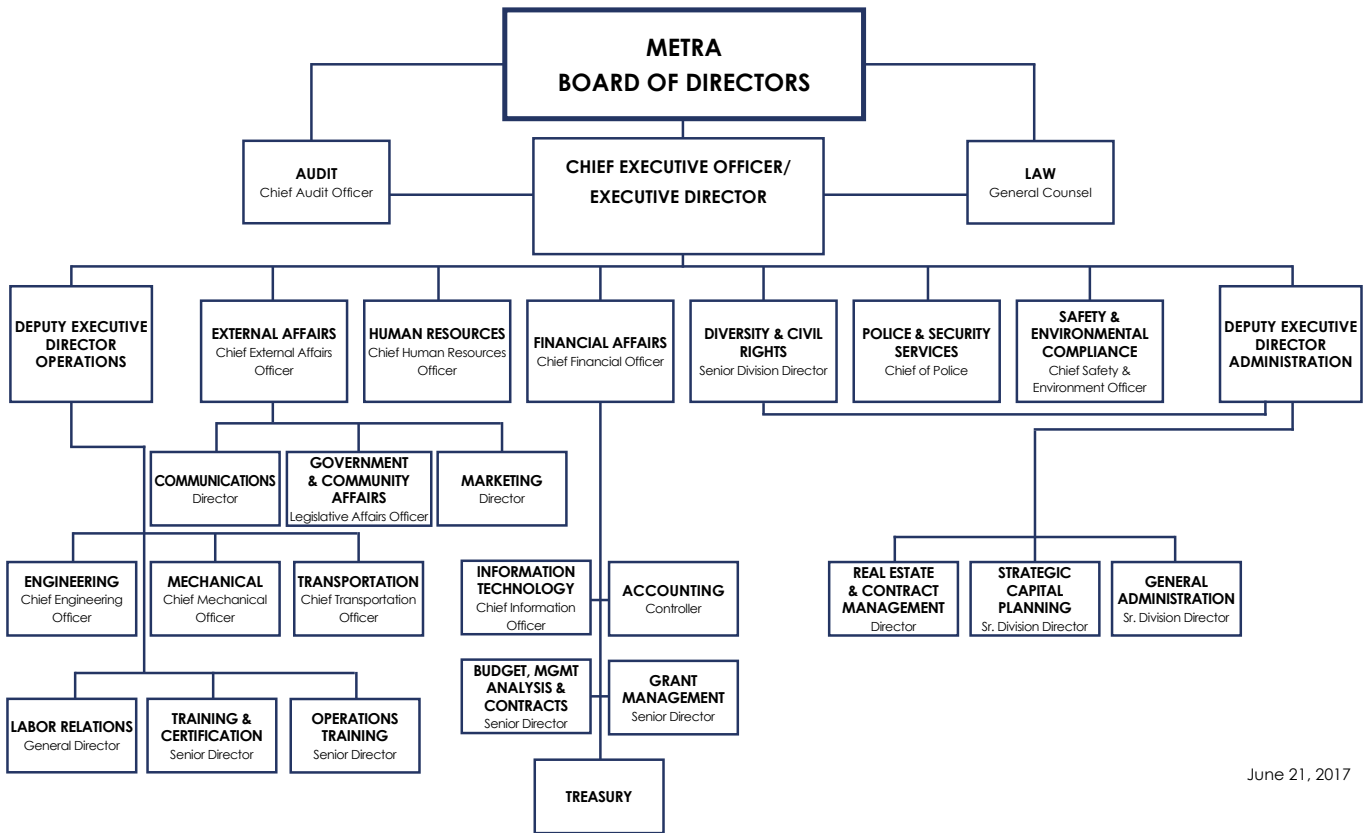 METRA
BOARD OF DIRECTORS
AUDIT
Chief Audit Officer
CHIEF EXECUTIVE OFFICER/
EXECUTIVE DIRECTOR
LAW
General Counsel
DEPUTY EXECUTIVE
DIRECTOR
OPERATIONS
EXTERNAL AFFAIRS
Chief External Affairs
Officer
HUMAN RESOURCES
Chief Human Resources
Officer
FINANCIAL AFFAIRS
Chief Financial Officer
DIVERSITY & CIVIL
RIGHTS
Senior Division Director
POLICE & SECURITY
SERVICES
Chief of Police
SAFETY &
ENVIRONMENTAL
COMPLIANCE
Chief Safety &
Environment Officer
DEPUTY EXECUTIVE
DIRECTOR
ADMINISTRATION
COMMUNICATIONS
Director
GOVERNMENT
& COMMUNITY
AFFAIRS
Legislative Affairs Officer
MARKETING
Director
ENGINEERING
Chief Engineering
Officer
MECHANICAL
Chief Mechanical
Officer
TRANSPORTATION
Chief Transportation
Officer
INFORMATION
TECHNOLOGY
Chief Information
Officer
ACCOUNTING
Controller
REAL ESTATE
& CONTRACT
MANAGEMENT
Director
STRATEGIC
CAPITAL
PLANNING
Sr. Division Director
GENERAL
ADMINISTRATION
Sr. Division Director
LABOR RELATIONS
General Director
TRAINING &
CERTIFICATION
Senior Director
OPERATIONS
TRAINING
Senior Director
BUDGET, MGMT
ANALYSIS &
CONTRACTS
Senior Director
GRANT
MANAGEMENT
Senior Director
TREASURY
June 21, 2017